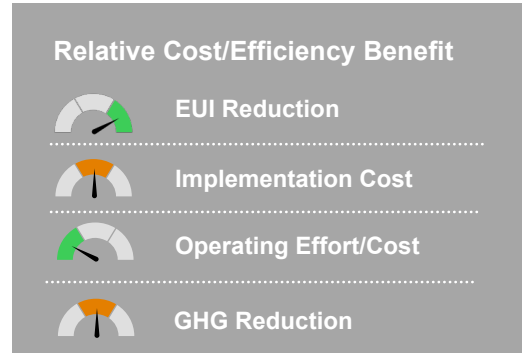 Relative Cost/Efficiency Benefit
EUI Reduction
Implementation Cost
Operating Effort/Cost
GHG Reduction